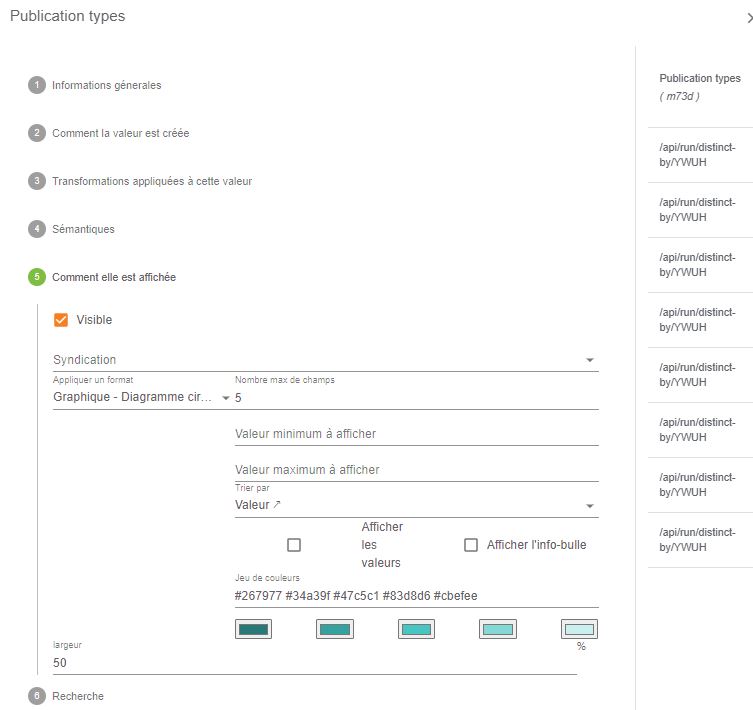 Publication types
1 Informations génerales
2 Comment la valeur est créée
3 Transformations appliquées à cette valeur
4 Sémantiques
5 Comment elle est affichée
Visible
Syndication
Appliquer un format
Graphique - Diagramme cir...
Nombre max de champs
5
Valeur minimum à afficher
Valeur maximum à afficher
Trier par
Valeur ↗
Afficher
les
valeurs
Afficher l'info-bulle
Jeu de couleurs
#267977 #34a39f #47c5c1 #83d8d6 #cbefee
largeur
50
%
6 Recherche
Publication types
( m73d )
/api/run/distinct-
by/YWUH
/api/run/distinct-
by/YWUH
/api/run/distinct-
by/YWUH
/api/run/distinct-
by/YWUH
/api/run/distinct-
by/YWUH
/api/run/distinct-
by/YWUH
/api/run/distinct-
by/YWUH
/api/run/distinct-
by/YWUH